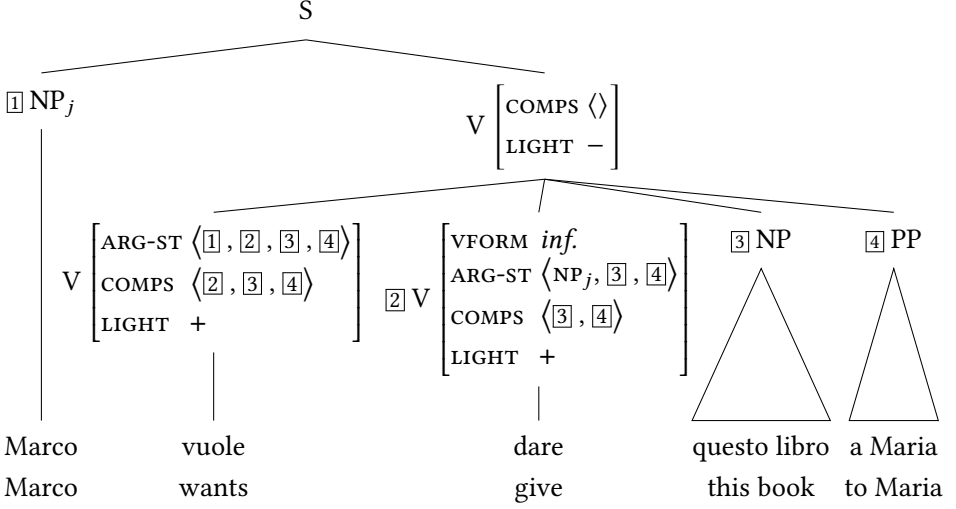 S
1 NPⱼ
V [COMPS ⟨⟩
LIGHT −]
V [ARG-ST ⟨1, 2, 3, 4⟩
COMPS ⟨2, 3, 4⟩
LIGHT +]
2 V [VFORM inf.
ARG-ST ⟨NPⱼ, 3, 4⟩
COMPS ⟨3, 4⟩
LIGHT +]
3 NP
4 PP
Marco vuole dare questo libro a Maria
Marco wants give this book to Maria